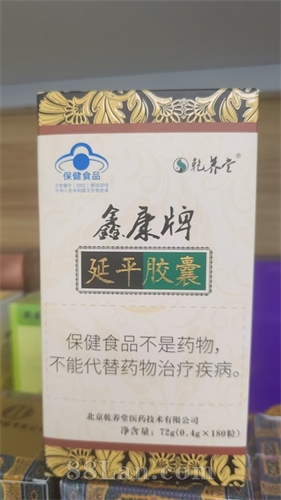 保健食品
乾养堂
鑫康牌
延平胶囊
保健食品不是药物，
不能代替药物治疗疾病。
北京乾养堂医药技术有限公司
净含量：72g(0.4g×180粒)
88Lan.com